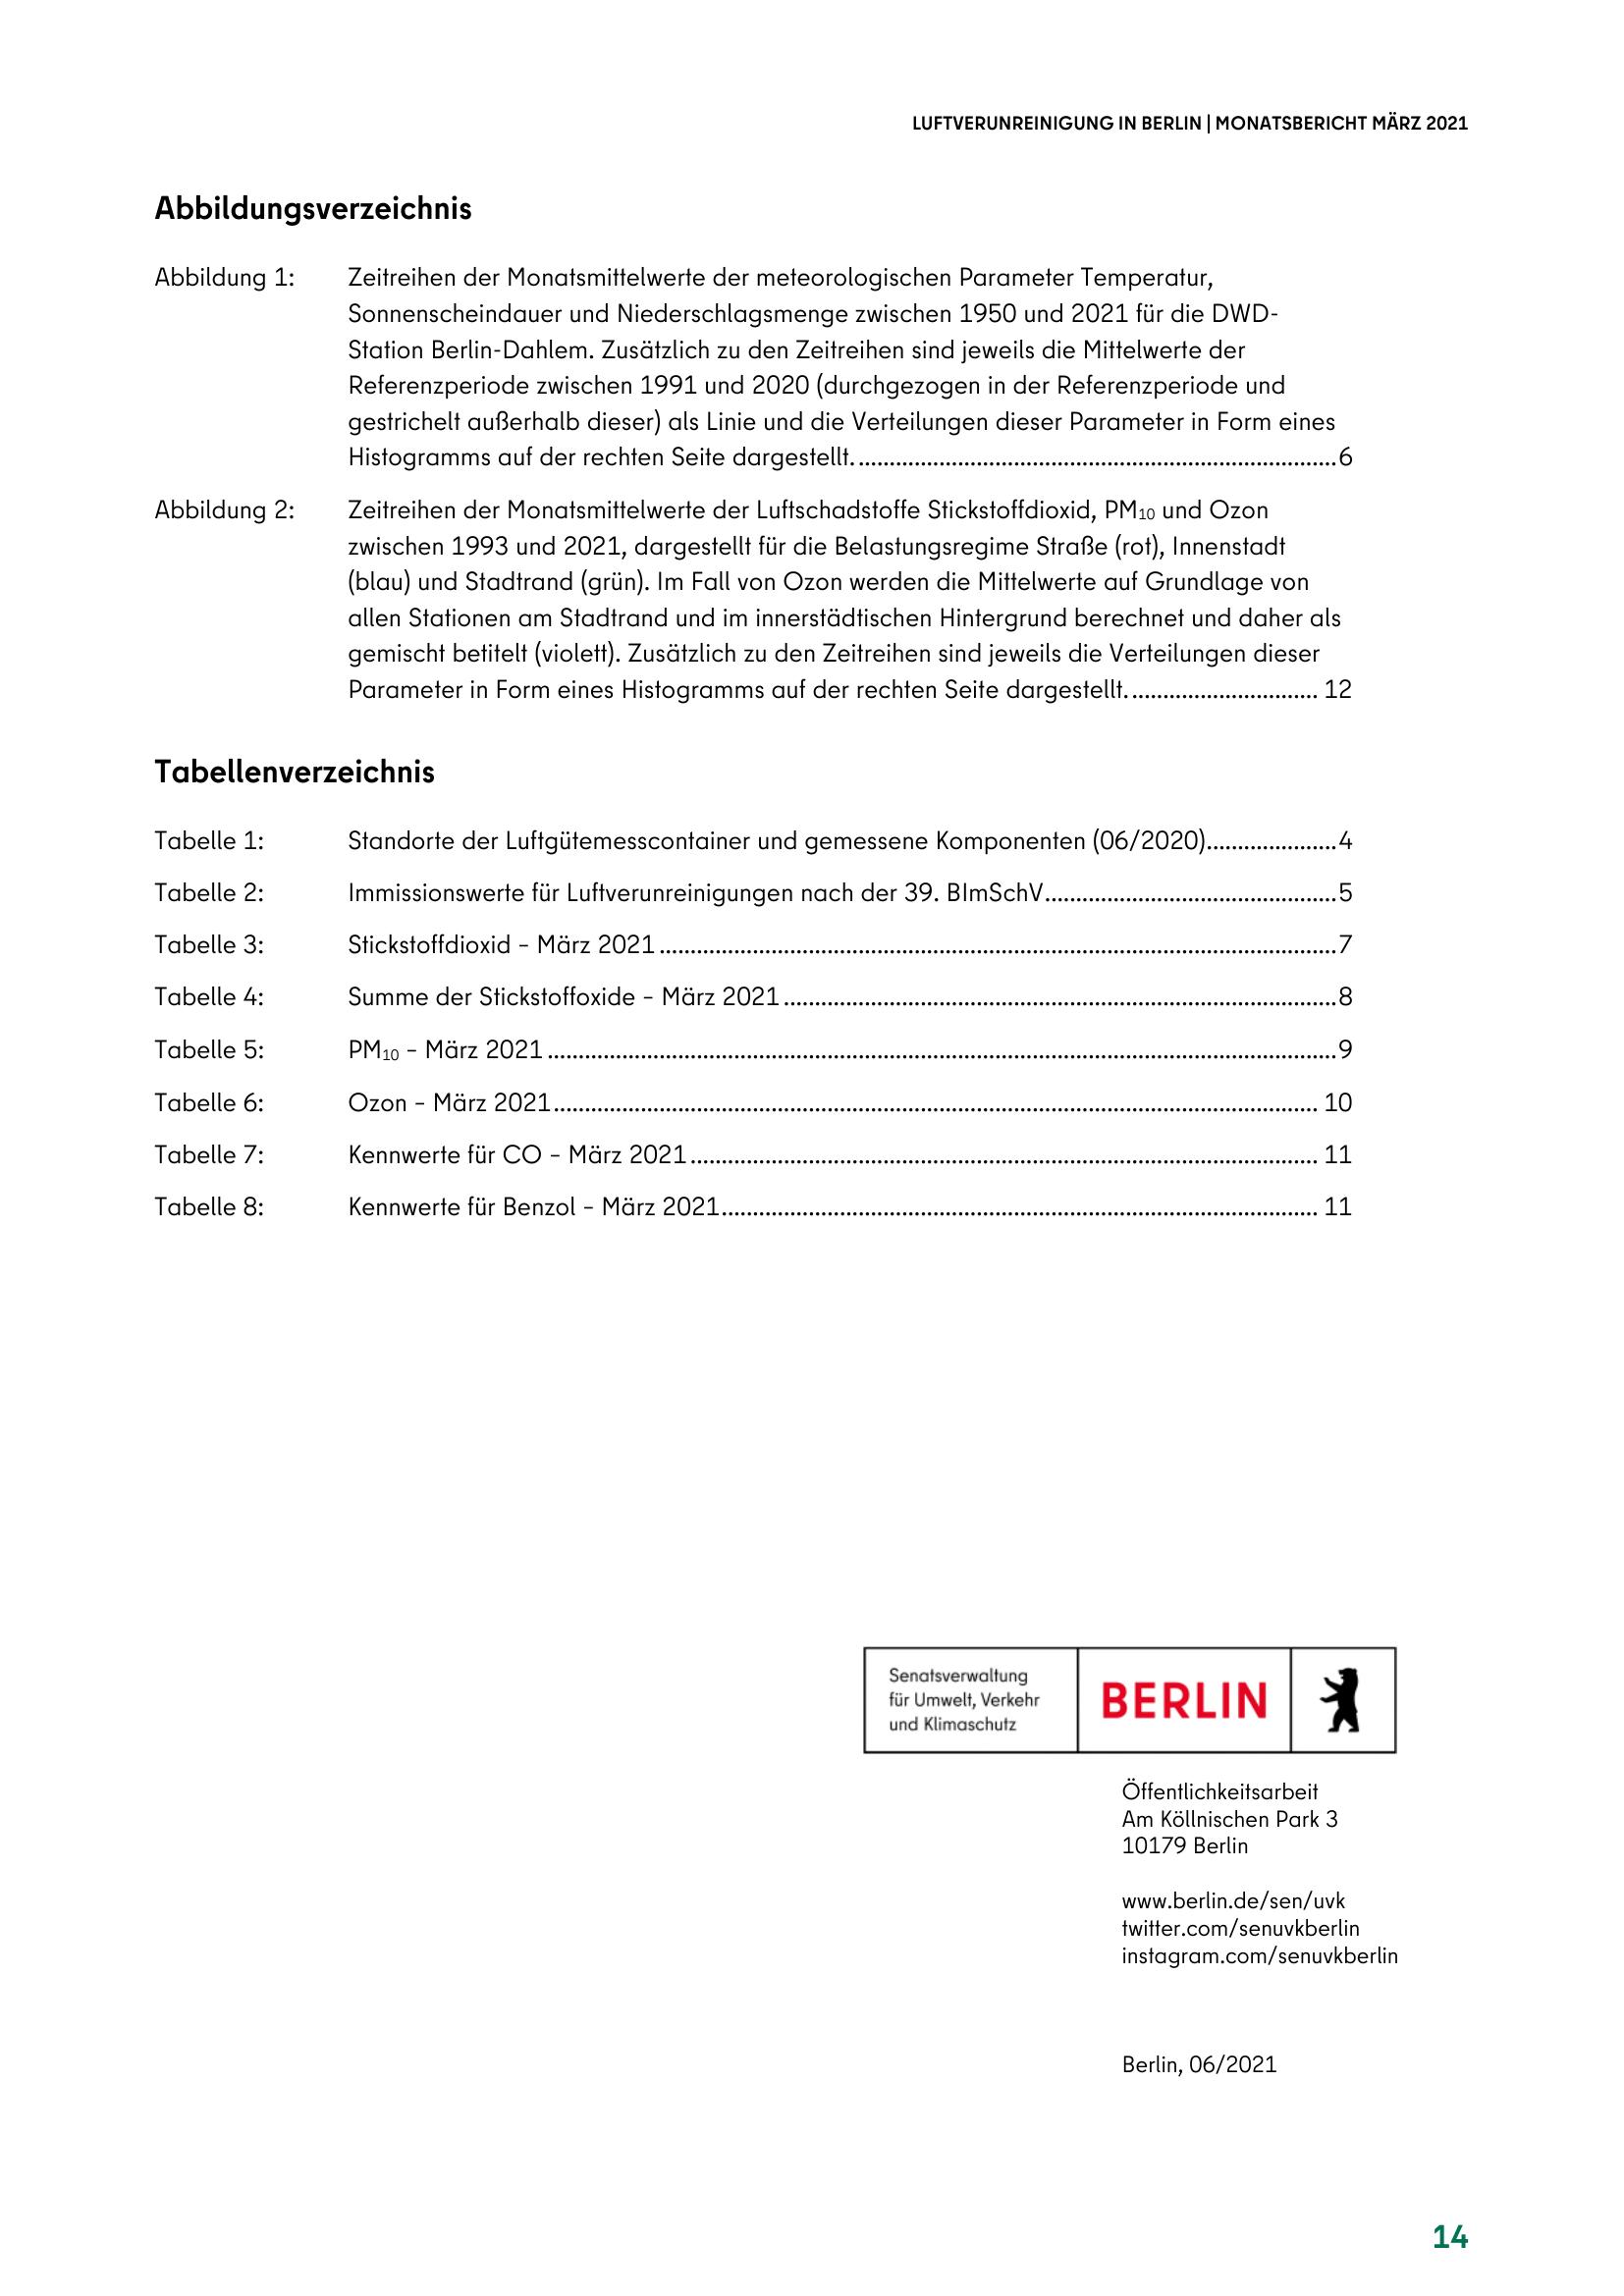 LUFTVERUNREINIGUNG IN BERLIN | MONATSBERICHT MÄRZ 2021
Abbildungsverzeichnis
Abbildung 1: Zeitreihen der Monatsmittelwerte der meteorologischen Parameter Temperatur,
Sonnenscheindauer und Niederschlagsmenge zwischen 1950 und 2021 für die DWD-
Station Berlin-Dahlem. Zusätzlich zu den Zeitreihen sind jeweils die Mittelwerte der
Referenzperiode zwischen 1991 und 2020 (durchgezogen in der Referenzperiode und
gestrichelt außerhalb dieser) als Linie und die Verteilungen dieser Parameter in Form eines
Histogramms auf der rechten Seite dargestellt. ............................................................................. 6
Abbildung 2: Zeitreihen der Monatsmittelwerte der Luftschadstoffe Stickstoffdioxid, PM₁₀ und Ozon
zwischen 1993 und 2021, dargestellt für die Belastungsregime Straße (rot), Innenstadt
(blau) und Stadtrand (grün). Im Fall von Ozon werden die Mittelwerte auf Grundlage von
allen Stationen am Stadtrand und im innerstädtischen Hintergrund berechnet und daher als
gemischt betitelt (violett). Zusätzlich zu den Zeitreihen sind jeweils die Verteilungen dieser
Parameter in Form eines Histogramms auf der rechten Seite dargestellt. .............................. 12
Tabellenverzeichnis
Tabelle 1: Standorte der Luftgütemesscontainer und gemessene Komponenten (06/2020)..................... 4
Tabelle 2: Immissionswerte für Luftverunreinigungen nach der 39. BImSchV............................................... 5
Tabelle 3: Stickstoffdioxid – März 2021 ............................................................................................................. 7
Tabelle 4: Summe der Stickstoffoxide – März 2021 ......................................................................................... 8
Tabelle 5: PM₁₀ – März 2021 ............................................................................................................................... 9
Tabelle 6: Ozon – März 2021 ........................................................................................................................... 10
Tabelle 7: Kennwerte für CO – März 2021 ..................................................................................................... 11
Tabelle 8: Kennwerte für Benzol – März 2021................................................................................................ 11
Senatsverwaltung
für Umwelt, Verkehr
und Klimaschutz
BERLIN
Öffentlichkeitsarbeit
Am Köllnischen Park 3
10179 Berlin
www.berlin.de/sen/uvk
twitter.com/senuvkberlin
instagram.com/senuvkberlin
Berlin, 06/2021
14